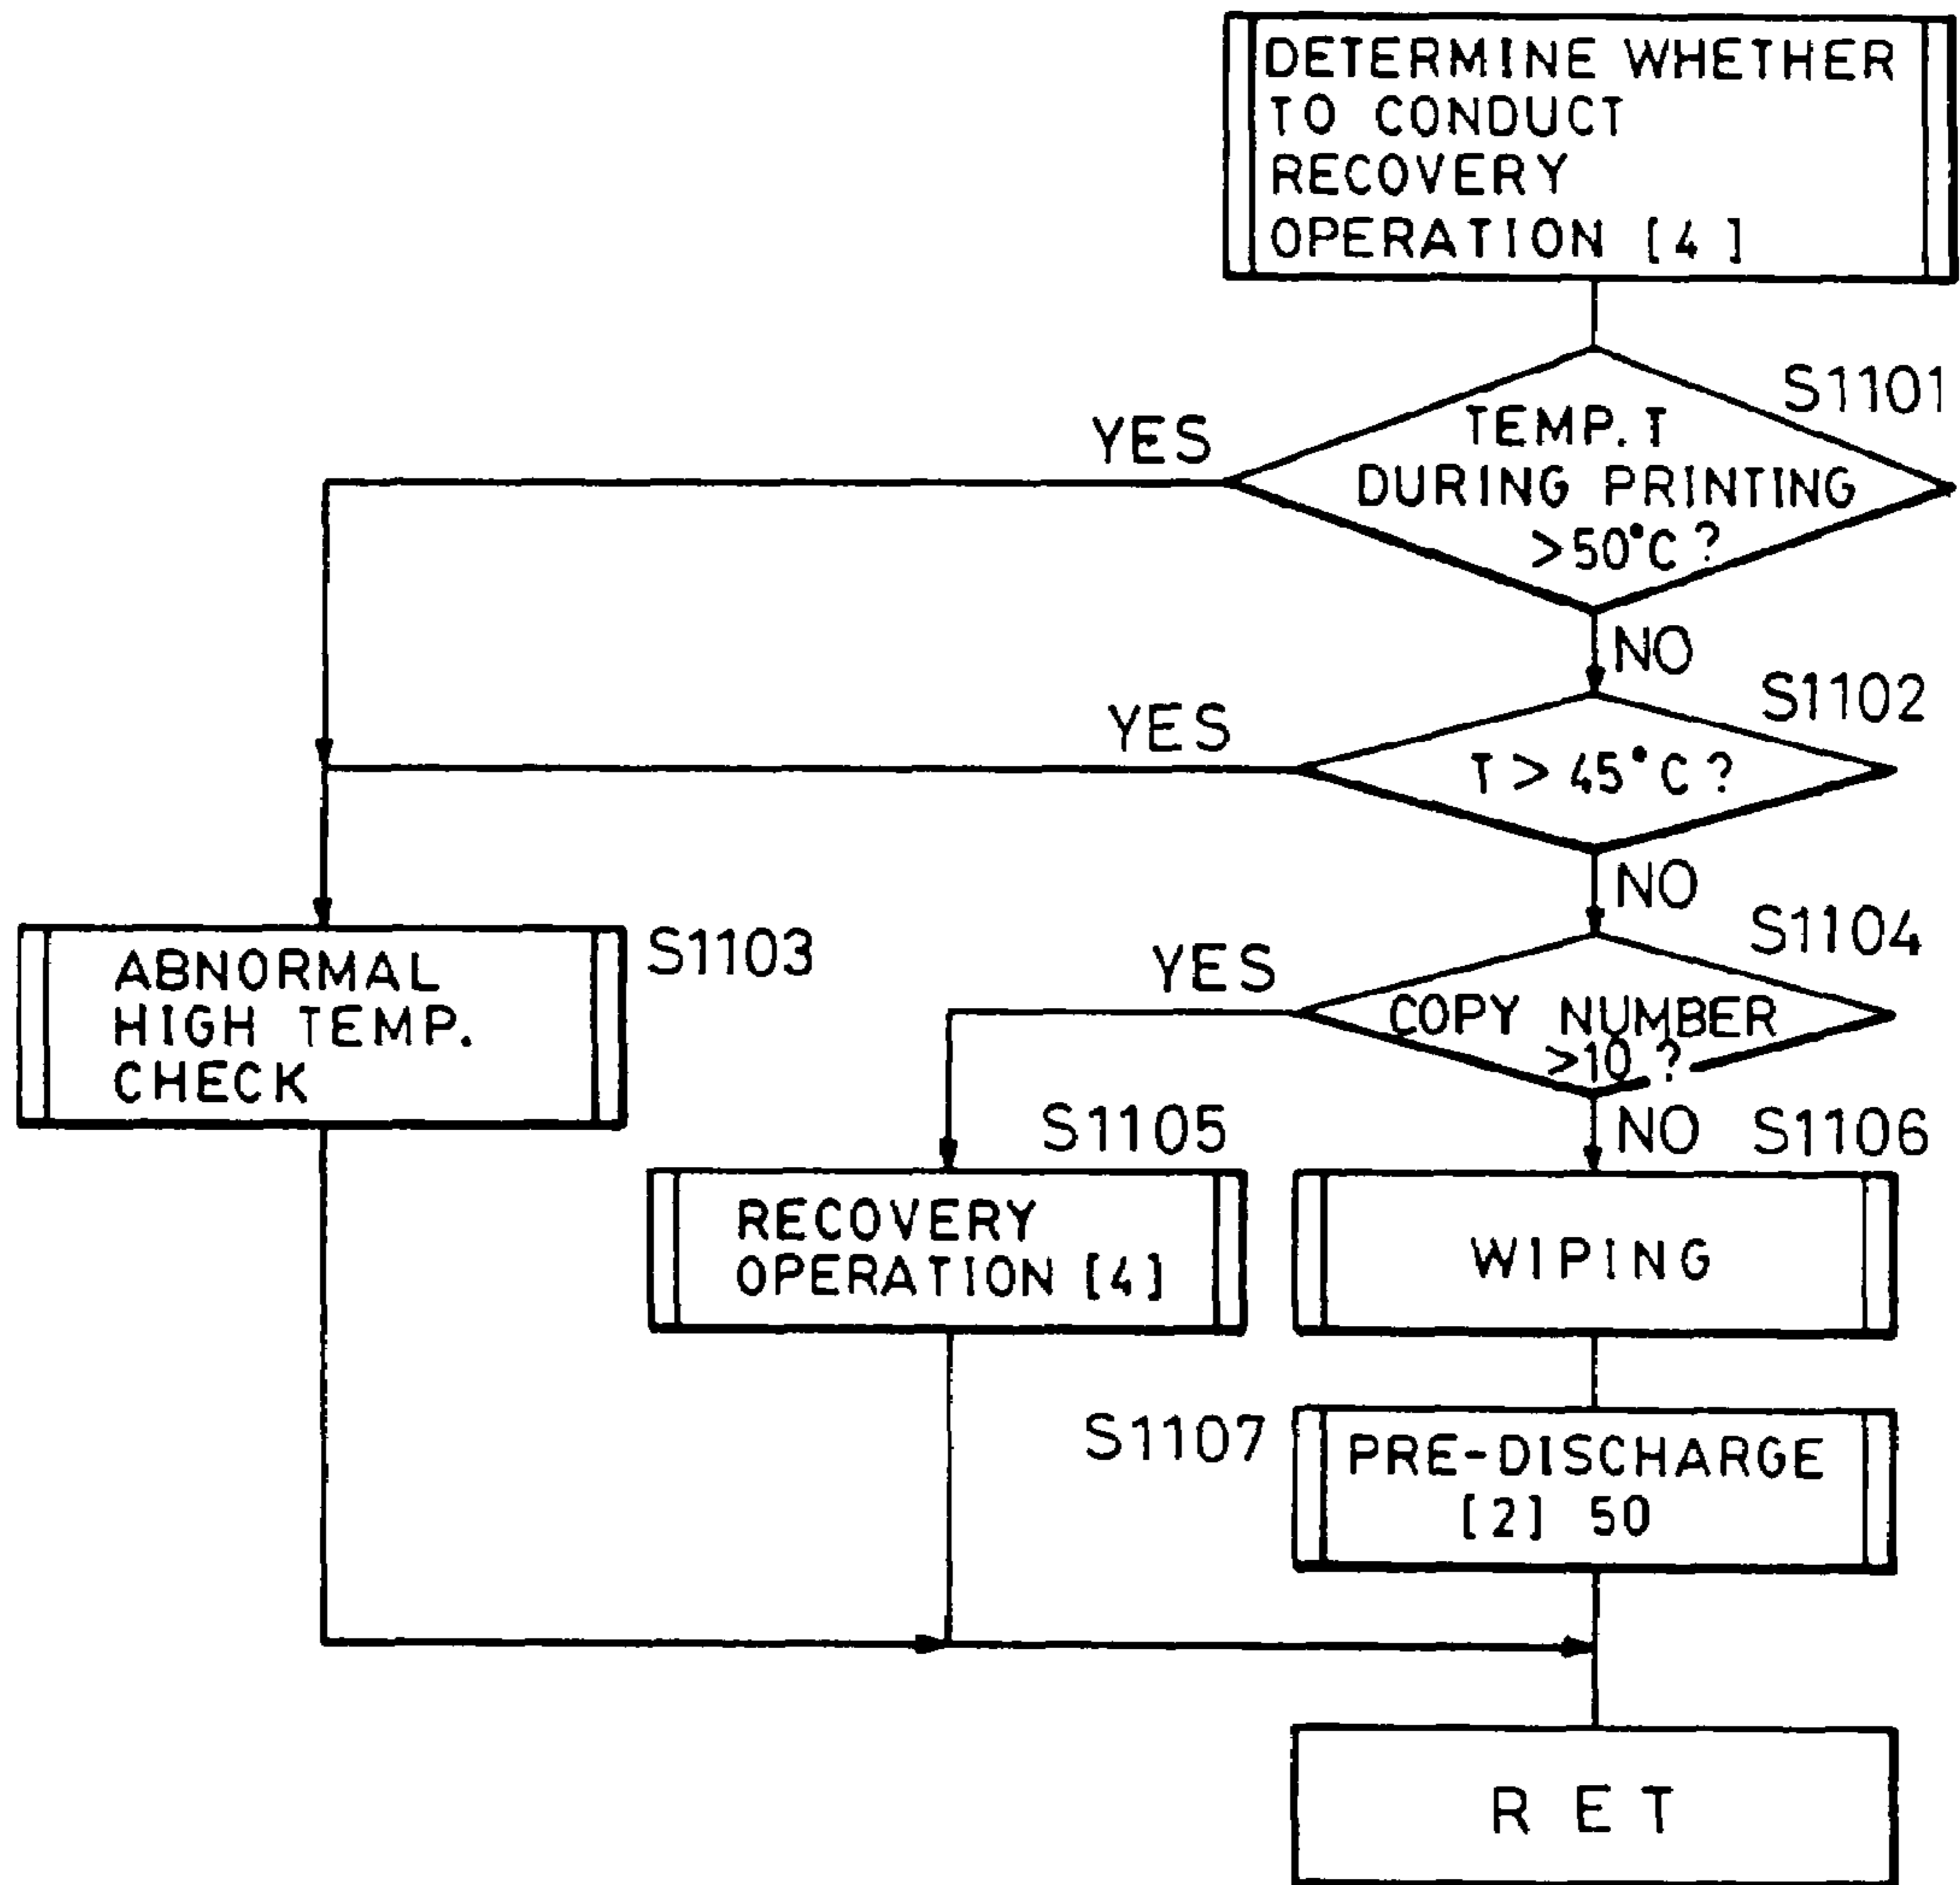 DETERMINE WHETHER
TO CONDUCT
RECOVERY
OPERATION [4]
S1101
YES
TEMP. T
DURING PRINTING
>50°C ?
NO
S1102
YES
T > 45°C ?
NO
S1104
ABNORMAL
HIGH TEMP.
CHECK
S1103
YES
COPY NUMBER
>10 ?
NO
S1105
S1106
RECOVERY
OPERATION [4]
WIPING
S1107
PRE-DISCHARGE
[2] 50
RET